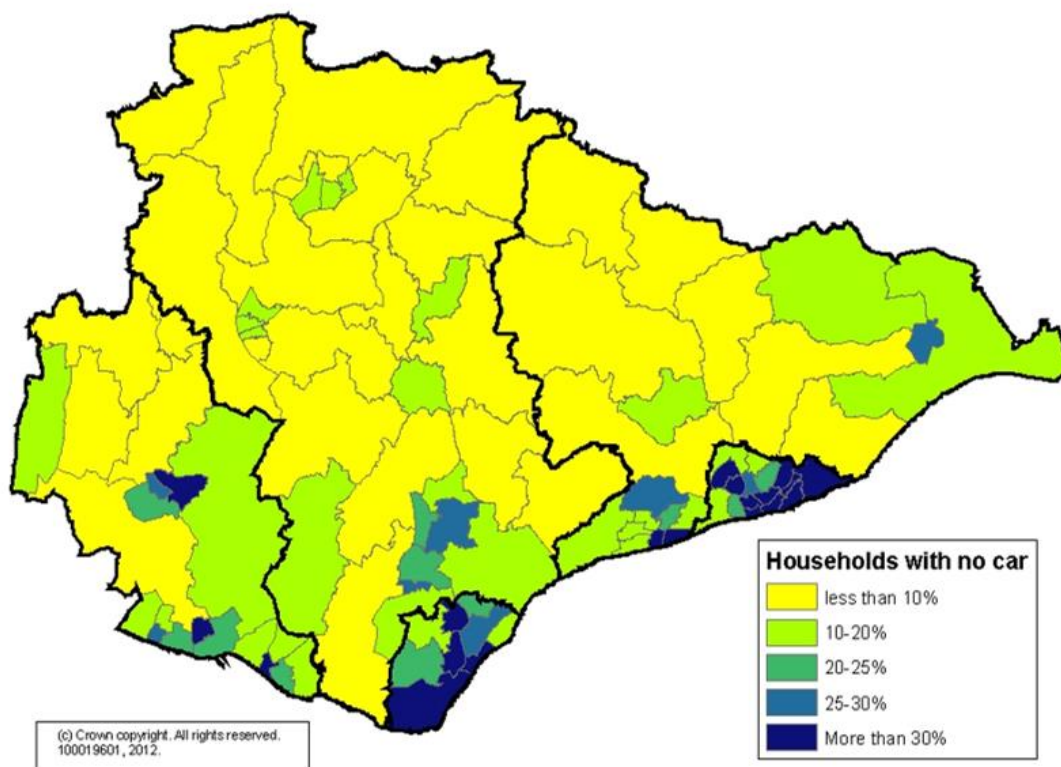 Households with no car
less than 10%
10-20%
20-25%
25-30%
More than 30%
(c) Crown copyright. All rights reserved.
100019601, 2012.